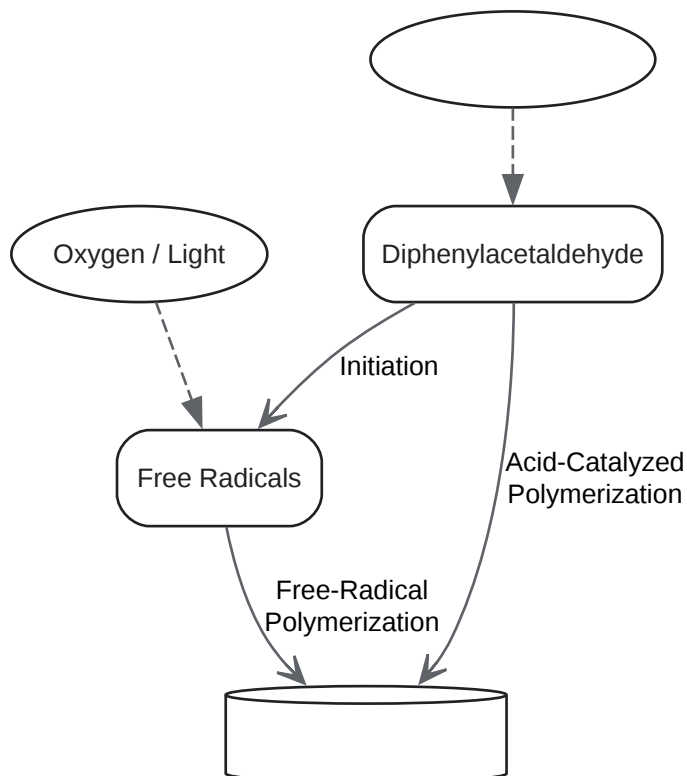 Oxygen / Light
Diphenylacetaldehyde
Initiation
Free Radicals
Acid-Catalyzed
Polymerization
Free-Radical
Polymerization